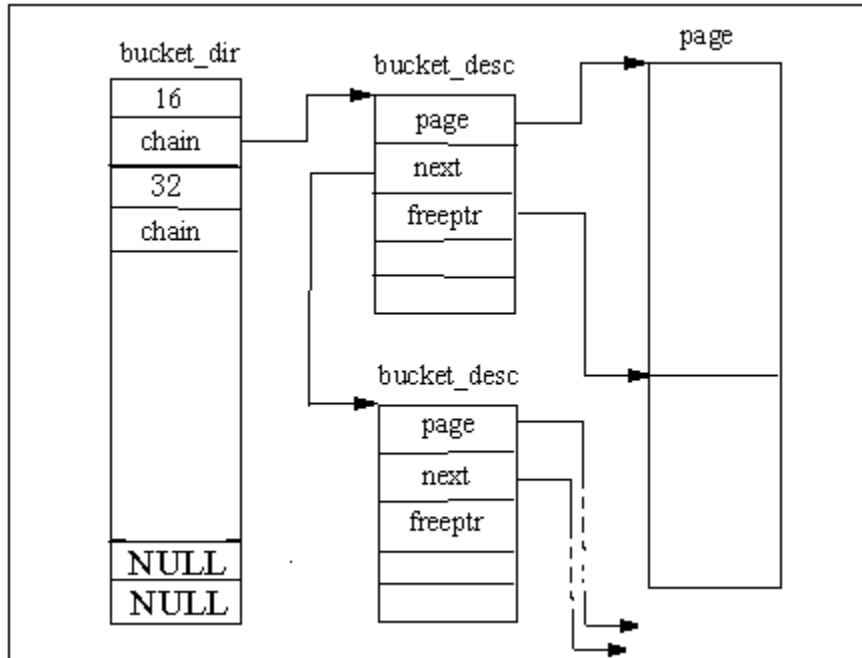 bucket_dir
16
chain
32
chain
NULL
NULL
bucket_desc
page
next
freeptr
bucket_desc
page
next
freeptr
page